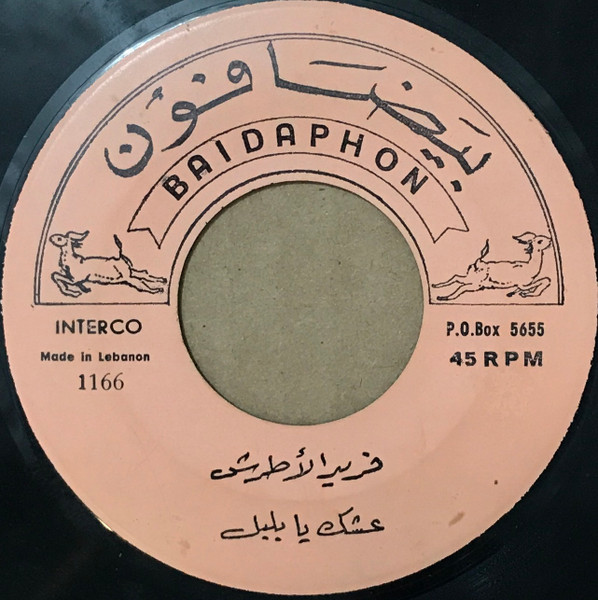 بيضافون
BAIDAPHON
INTERCO
Made in Lebanon
1166
P.O.Box 5655
45 RPM
فريد الأطرش
عشك يا بلبل